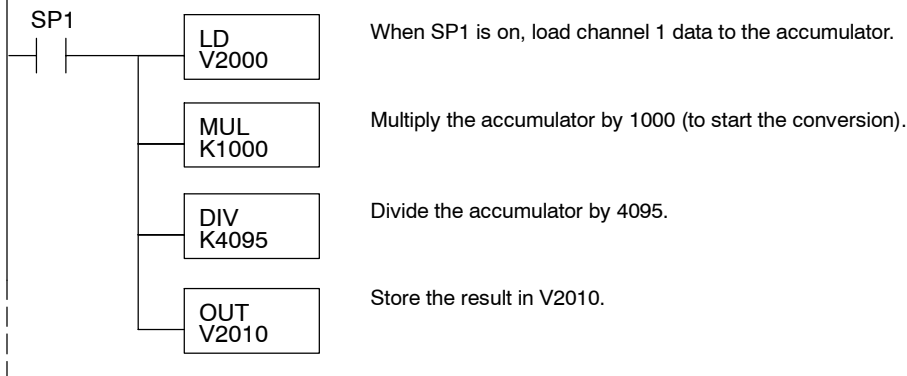 SP1
LD
V2000
When SP1 is on, load channel 1 data to the accumulator.
MUL
K1000
Multiply the accumulator by 1000 (to start the conversion).
DIV
K4095
Divide the accumulator by 4095.
OUT
V2010
Store the result in V2010.